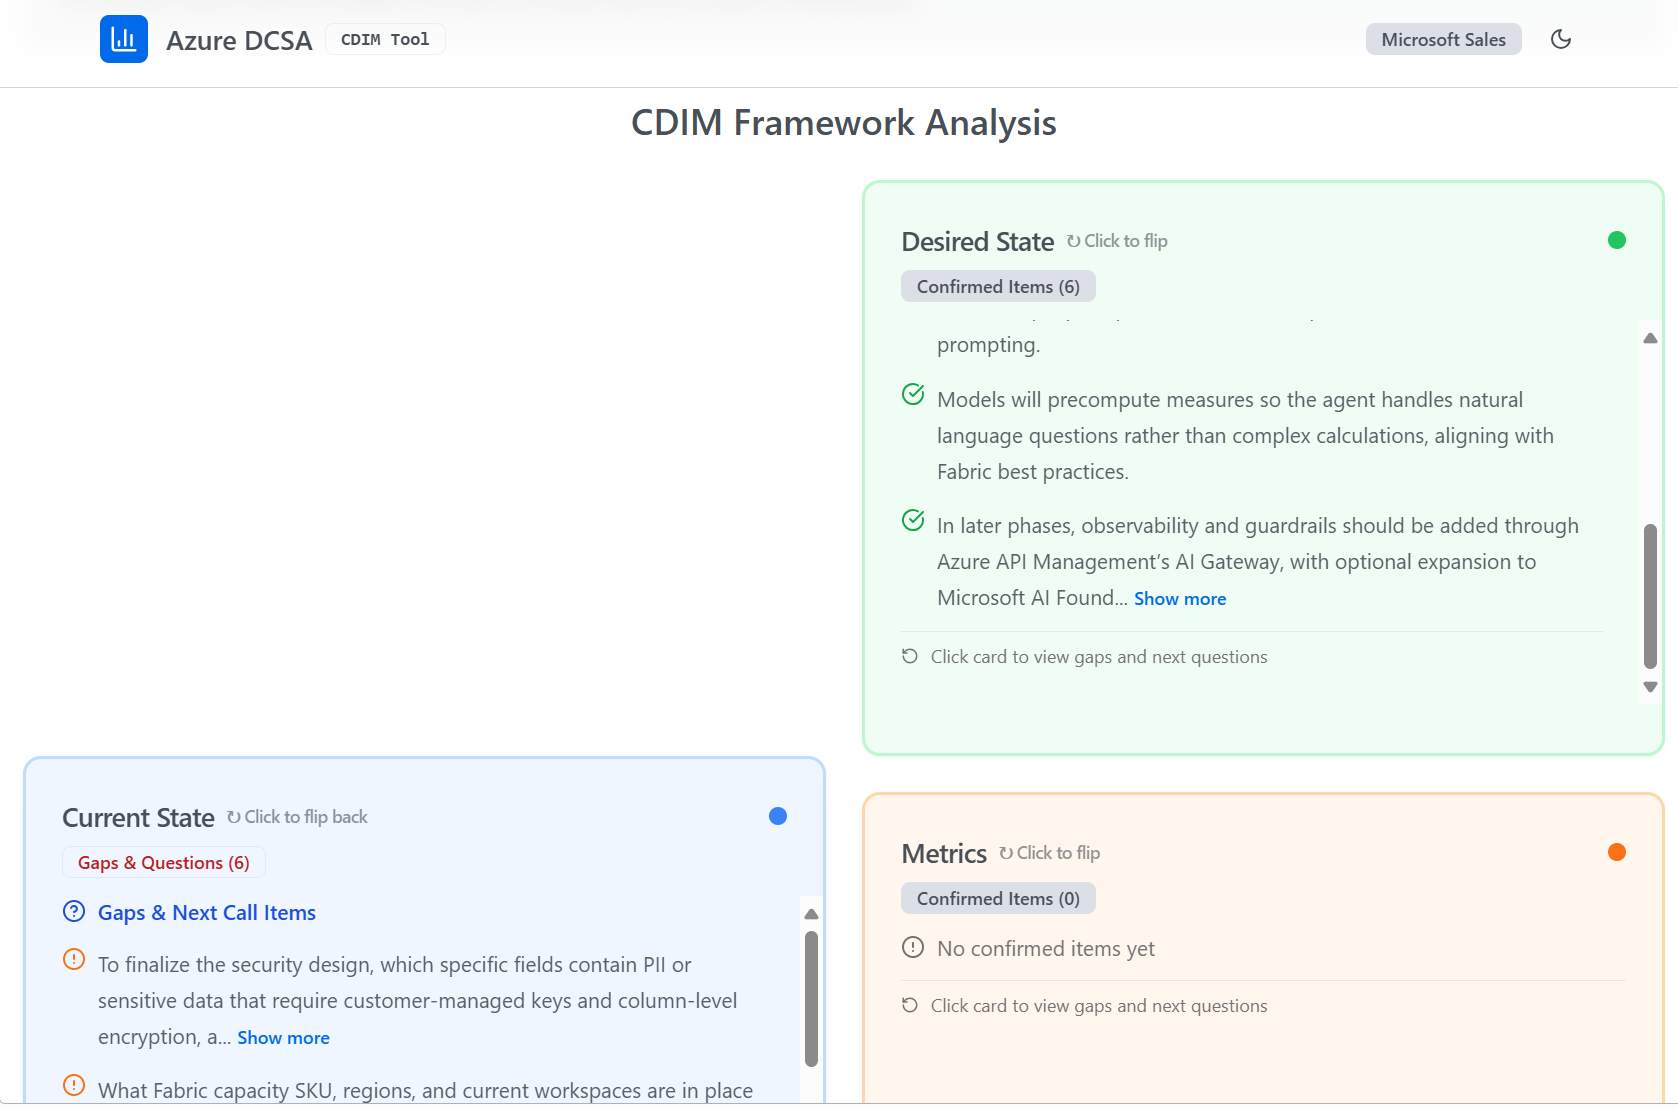 Azure DCSA
CDIM Tool
Microsoft Sales
CDIM Framework Analysis
Desired State
↻ Click to flip
Confirmed Items (6)
prompting.
Models will precompute measures so the agent handles natural
language questions rather than complex calculations, aligning with
Fabric best practices.
In later phases, observability and guardrails should be added through
Azure API Management’s AI Gateway, with optional expansion to
Microsoft AI Found... Show more
Click card to view gaps and next questions
Current State
↻ Click to flip back
Gaps & Questions (6)
Gaps & Next Call Items
To finalize the security design, which specific fields contain PII or
sensitive data that require customer-managed keys and column-level
encryption, a... Show more
What Fabric capacity SKU, regions, and current workspaces are in place
Metrics
↻ Click to flip
Confirmed Items (0)
No confirmed items yet
Click card to view gaps and next questions